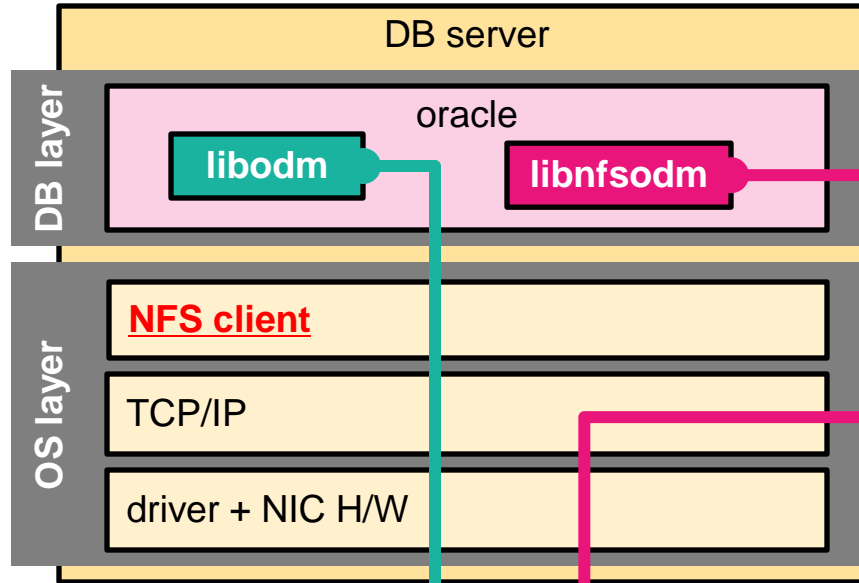 DB server
DB layer
oracle
libodm
libnfsodm
OS layer
NFS client
TCP/IP
driver + NIC H/W